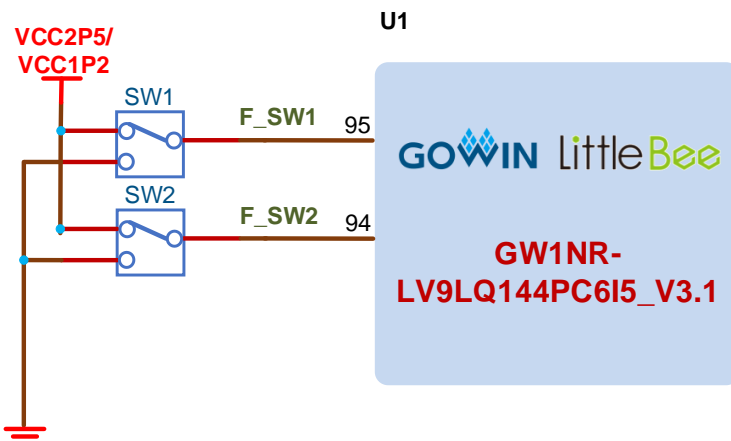 U1
VCC2P5/
VCC1P2
SW1
F_SW1 95
GOWIN LittleBee
SW2
F_SW2 94
GW1NR-
LV9LQ144PC6I5_V3.1